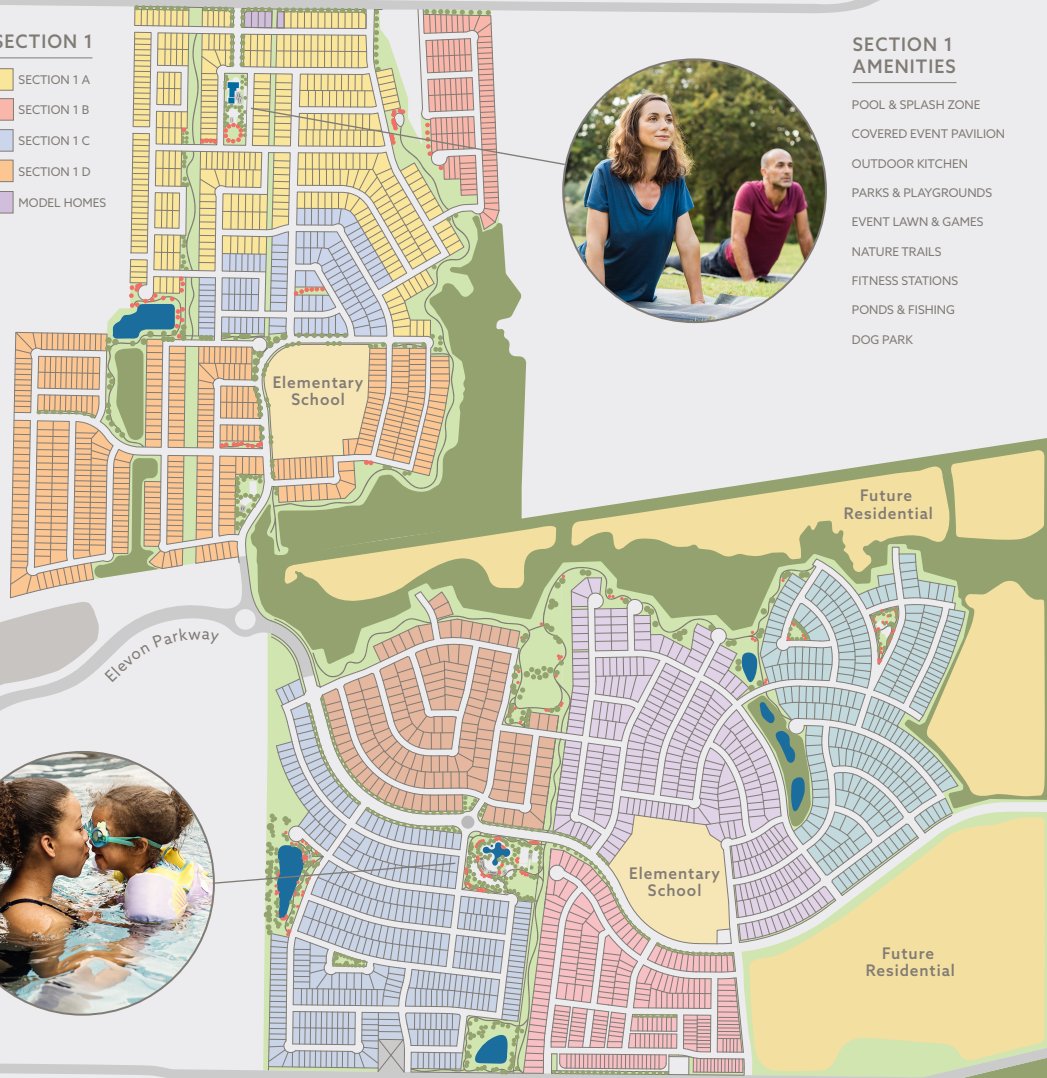 SECTION 1
SECTION 1 A
SECTION 1 B
SECTION 1 C
SECTION 1 D
MODEL HOMES
SECTION 1
AMENITIES
POOL & SPLASH ZONE
COVERED EVENT PAVILION
OUTDOOR KITCHEN
PARKS & PLAYGROUNDS
EVENT LAWN & GAMES
NATURE TRAILS
FITNESS STATIONS
PONDS & FISHING
DOG PARK
Elementary
School
Future
Residential
Elevon Parkway
Elementary
School
Future
Residential